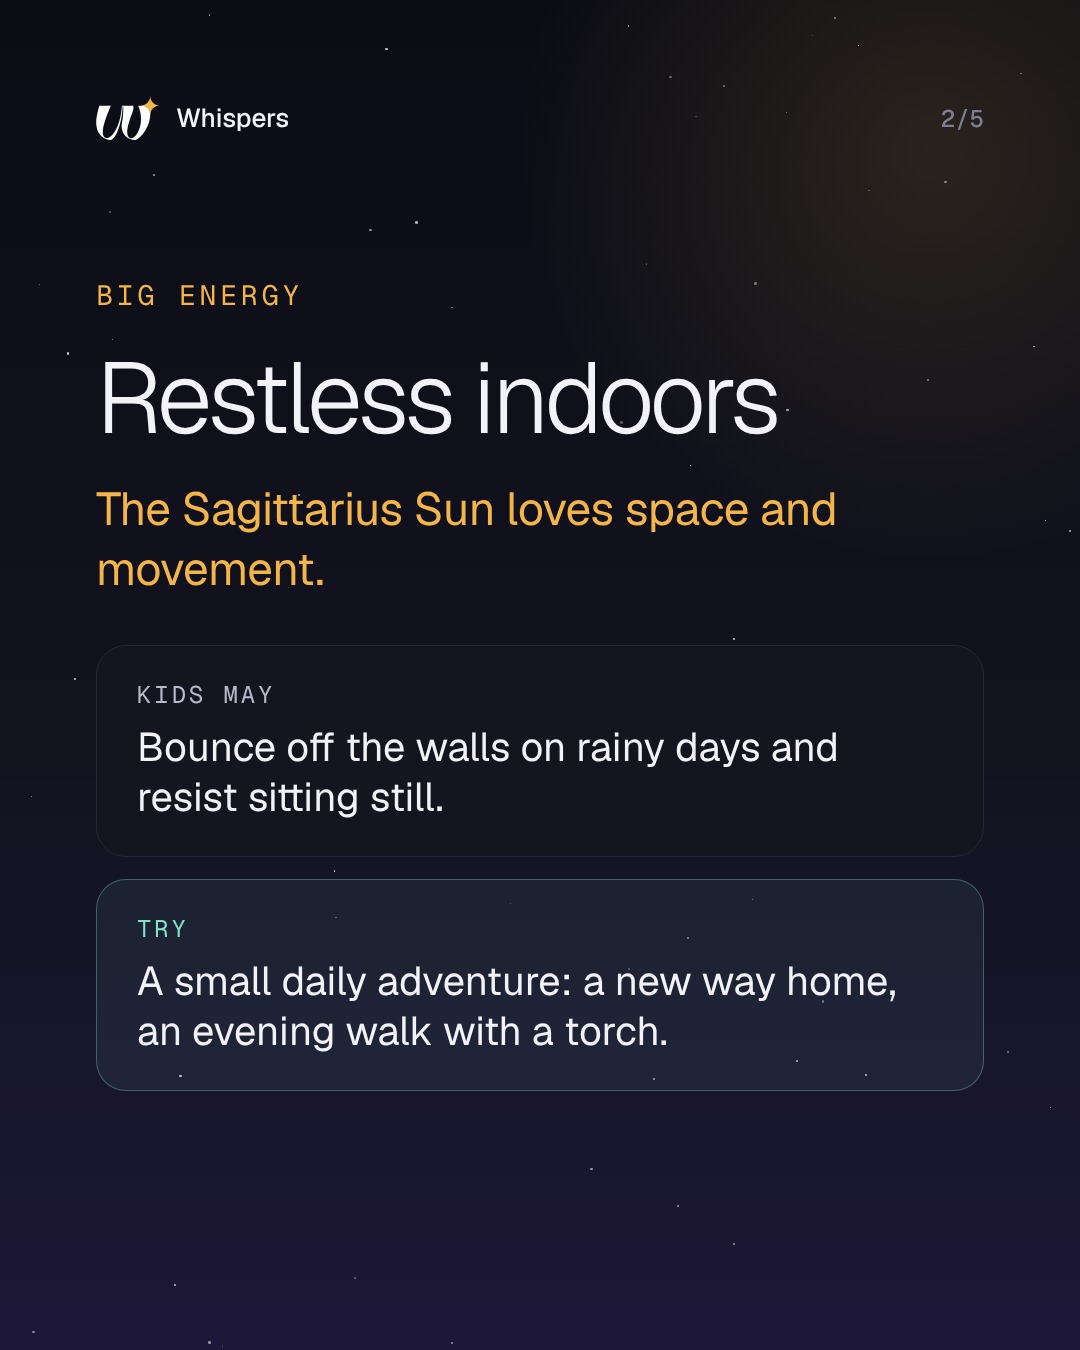 W Whispers
2/5
BIG ENERGY
Restless indoors
The Sagittarius Sun loves space and
movement.
KIDS MAY
Bounce off the walls on rainy days and
resist sitting still.
TRY
A small daily adventure: a new way home,
an evening walk with a torch.